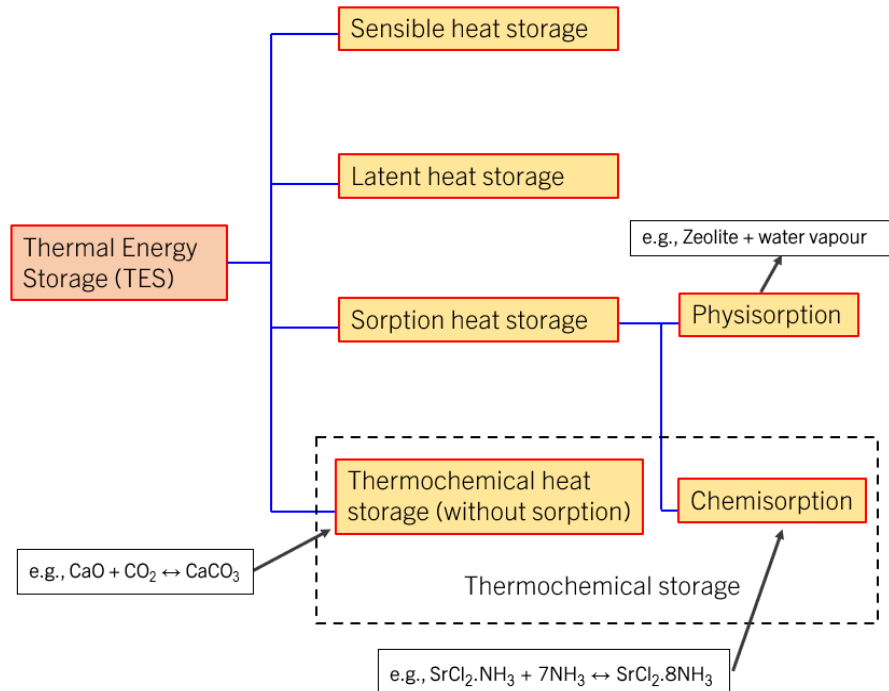 Sensible heat storage
Latent heat storage
e.g., Zeolite + water vapour
Thermal Energy
Storage (TES)
Sorption heat storage
Physisorption
Thermochemical heat
storage (without sorption)
Chemisorption
e.g., CaO + CO₂ ↔ CaCO₃
Thermochemical storage
e.g., SrCl₂.NH₃ + 7NH₃ ↔ SrCl₂.8NH₃